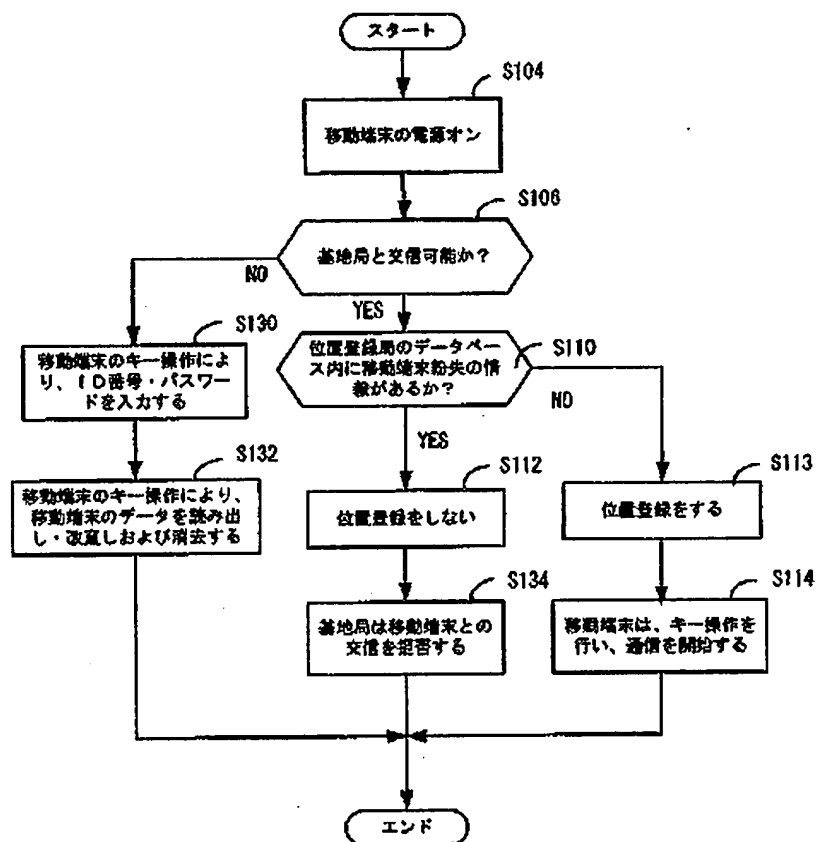 スタート
S104
移動端末の電源オン
S106
基地局と交信可能か？
NO
YES
S130
移動端末のキー操作によ
り、ID番号・パスワー
ドを入力する
位置登録局のデータベー
ス内に移動端末紛失の情
報があるか？
S110
NO
YES
S132
移動端末のキー操作により、
移動端末のデータを読み出
し・改竄しおよび消去する
S112
位置登録をしない
S113
位置登録をする
S134
基地局は移動端末との
交信を拒否する
S114
移動端末は、キー操作を
行い、通信を開始する
エンド